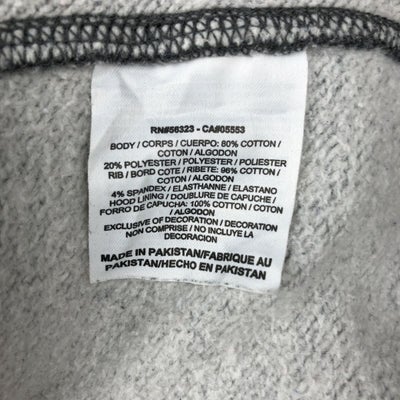 RN#56323 - CA#05553
BODY / CORPS / CUERPO: 80% COTTON /
COTON / ALGODON
20% POLYESTER / POLYESTER / POLIESTER
RIB / BORD COTE / RIBETE: 96% COTTON /
COTON / ALGODON
4% SPANDEX / ELASTHANNE / ELASTANO
HOOD LINING / DOUBLURE DE CAPUCHE /
FORRO DE CAPUCHA: 100% COTTON / COTON
/ ALGODON
EXCLUSIVE OF DECORATION / DECORATION
NON COMPRISE / NO INCLUYE LA
DECORACION
MADE IN PAKISTAN/FABRIQUE AU
PAKISTAN/HECHO EN PAKISTAN